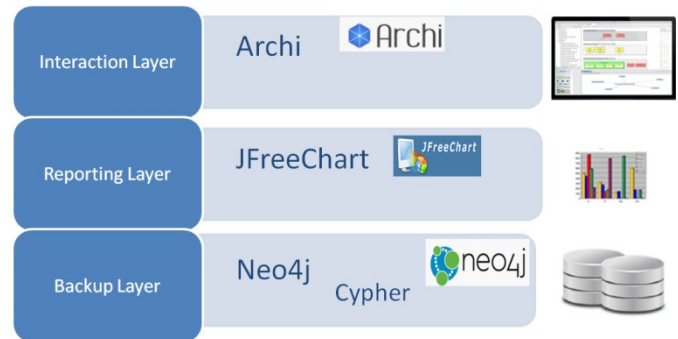 Interaction Layer
Archi
Archi
Reporting Layer
JFreeChart
JFreeChart
Backup Layer
Neo4j
neo4j
Cypher